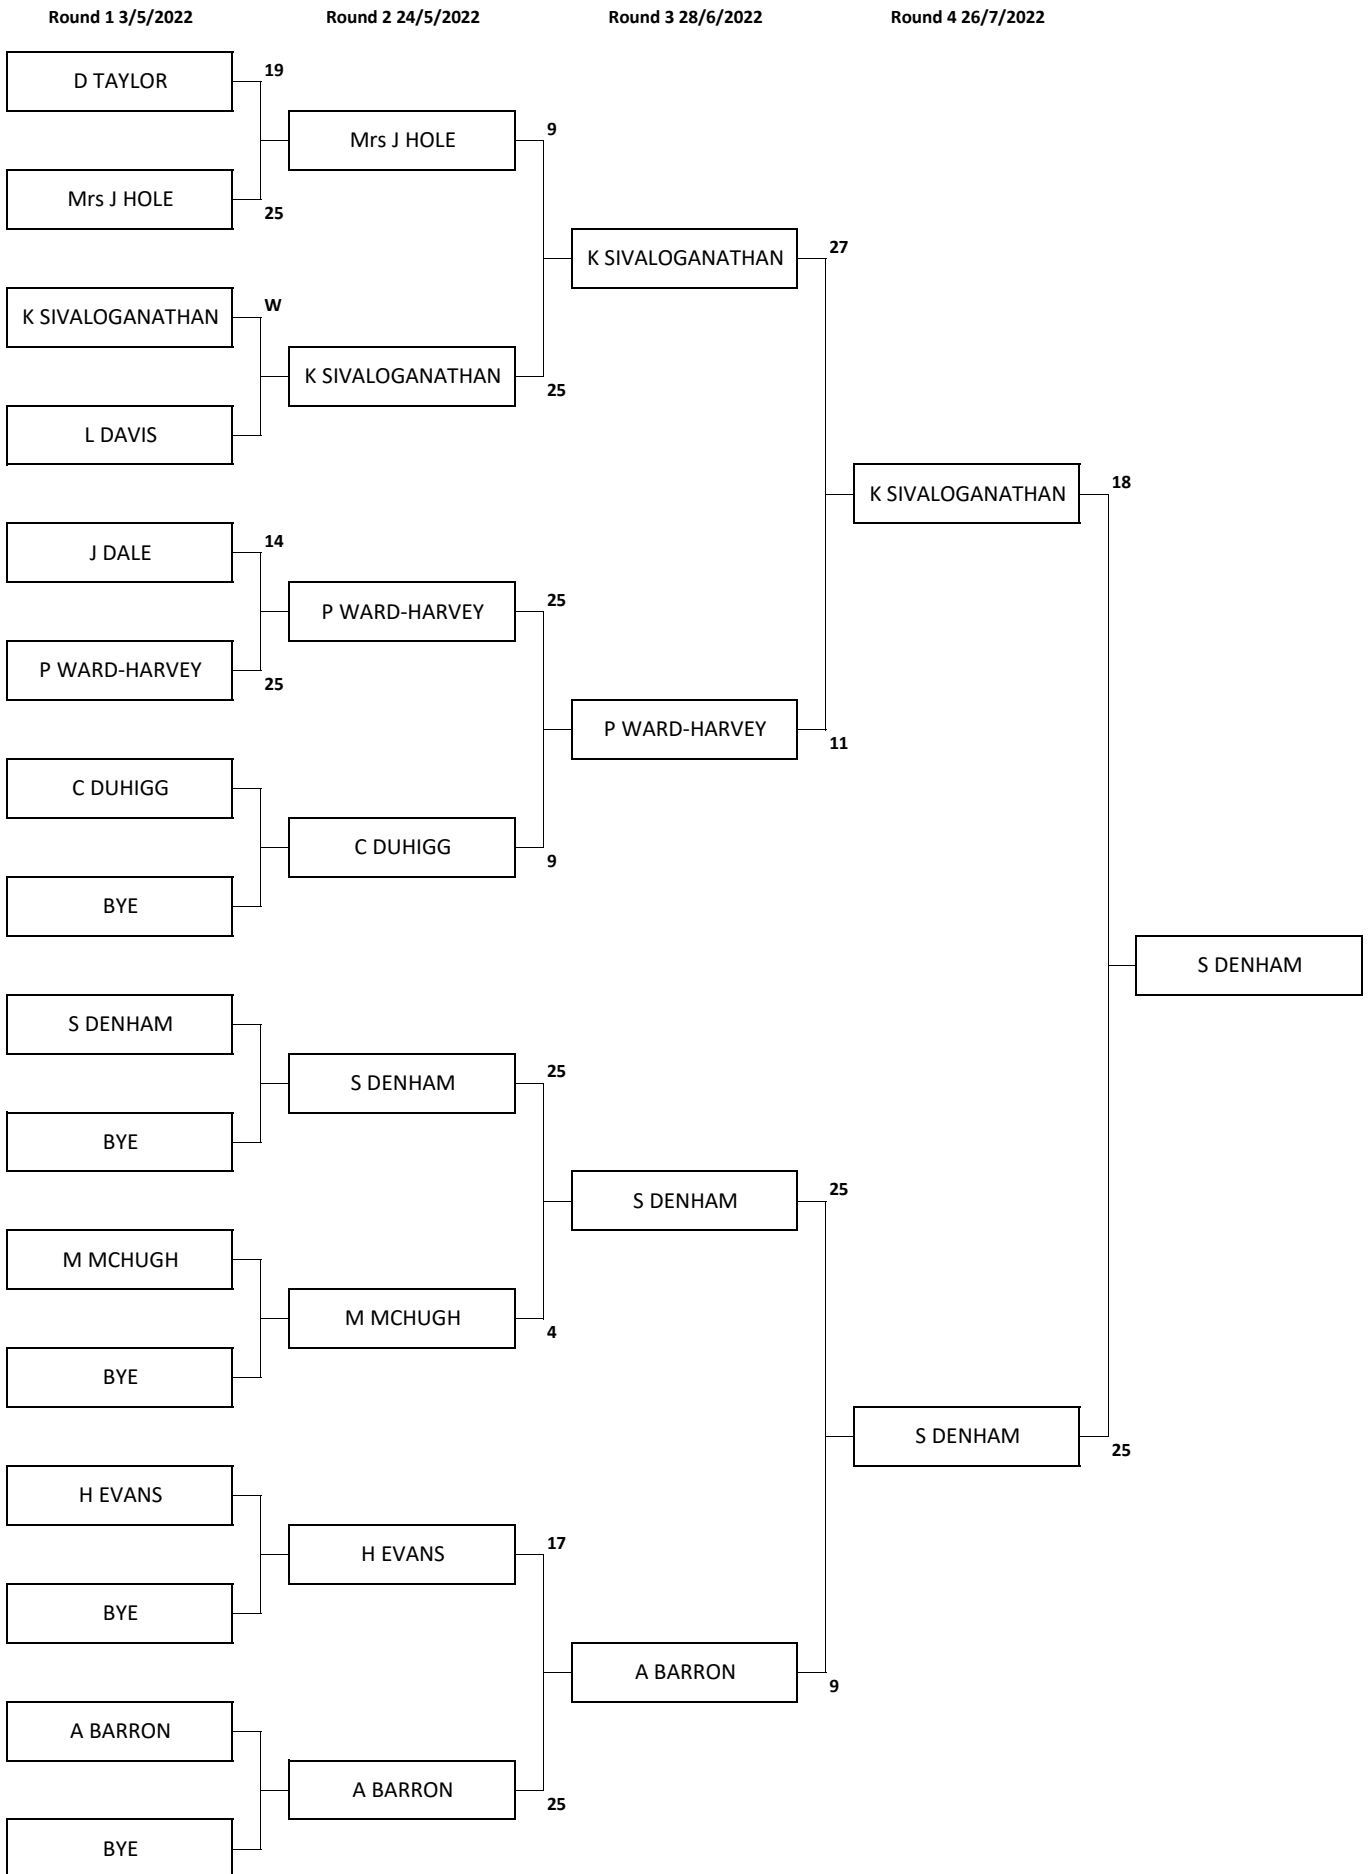 Round 1 3/5/2022
Round 2 24/5/2022
Round 3 28/6/2022
Round 4 26/7/2022
D TAYLOR
19
Mrs J HOLE
25
K SIVALOGANATHAN
W
L DAVIS
J DALE
14
P WARD-HARVEY
25
C DUHIGG
BYE
S DENHAM
BYE
M MCHUGH
BYE
H EVANS
BYE
A BARRON
BYE
Mrs J HOLE
9
K SIVALOGANATHAN
25
P WARD-HARVEY
25
C DUHIGG
9
S DENHAM
25
M MCHUGH
4
H EVANS
17
A BARRON
25
K SIVALOGANATHAN
27
P WARD-HARVEY
11
S DENHAM
25
A BARRON
9
K SIVALOGANATHAN
18
S DENHAM
25
S DENHAM